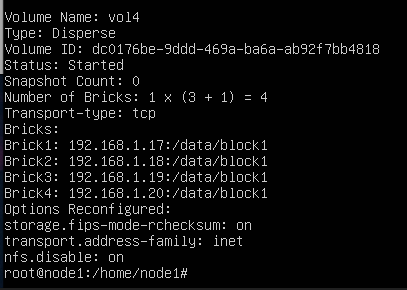 Volume Name: vol4
Type: Disperse
Volume ID: dc0176be-9ddd-469a-ba6a-ab92f7bb4818
Status: Started
Snapshot Count: 0
Number of Bricks: 1 x (3 + 1) = 4
Transport-type: tcp
Bricks:
Brick1: 192.168.1.17:/data/block1
Brick2: 192.168.1.18:/data/block1
Brick3: 192.168.1.19:/data/block1
Brick4: 192.168.1.20:/data/block1
Options Reconfigured:
storage.fips-mode-rchecksum: on
transport.address-family: inet
nfs.disable: on
root@node1:/home/node1#